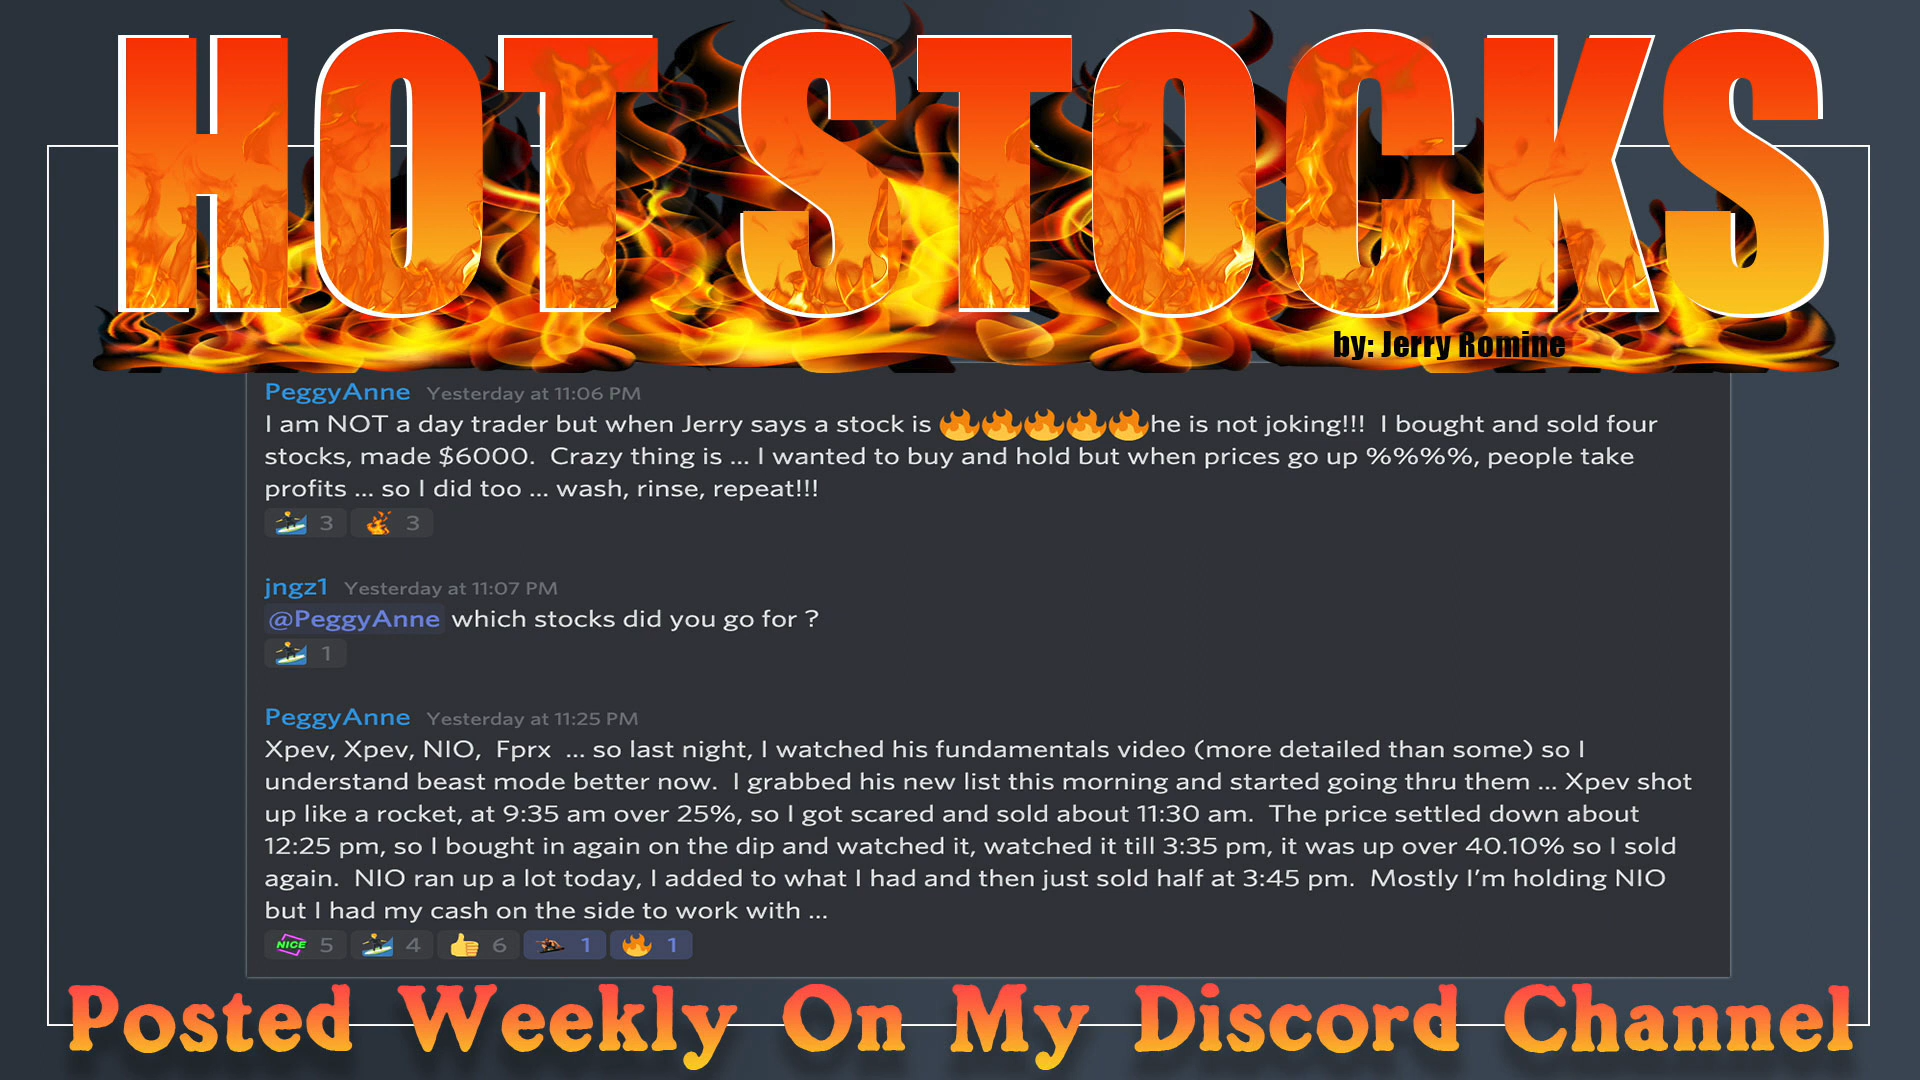 HOT STOCKS
by: Jerry Romine
PeggyAnne Yesterday at 11:06 PM
I am NOT a day trader but when Jerry says a stock is 🔥🔥🔥🔥🔥he is not joking!!! I bought and sold four
stocks, made $6000. Crazy thing is ... I wanted to buy and hold but when prices go up %%%%, people take
profits ... so I did too ... wash, rinse, repeat!!!
3 3
jngz1 Yesterday at 11:07 PM
@PeggyAnne which stocks did you go for ?
1
PeggyAnne Yesterday at 11:25 PM
Xpev, Xpev, NIO, Fprx ... so last night, I watched his fundamentals video (more detailed than some) so I
understand beast mode better now. I grabbed his new list this morning and started going thru them ... Xpev shot
up like a rocket, at 9:35 am over 25%, so I got scared and sold about 11:30 am. The price settled down about
12:25 pm, so I bought in again on the dip and watched it, watched it till 3:35 pm, it was up over 40.10% so I sold
again. NIO ran up a lot today, I added to what I had and then just sold half at 3:45 pm. Mostly I'm holding NIO
but I had my cash on the side to work with ...
NICE 5 4 6 1 1
Posted Weekly On My Discord Channel